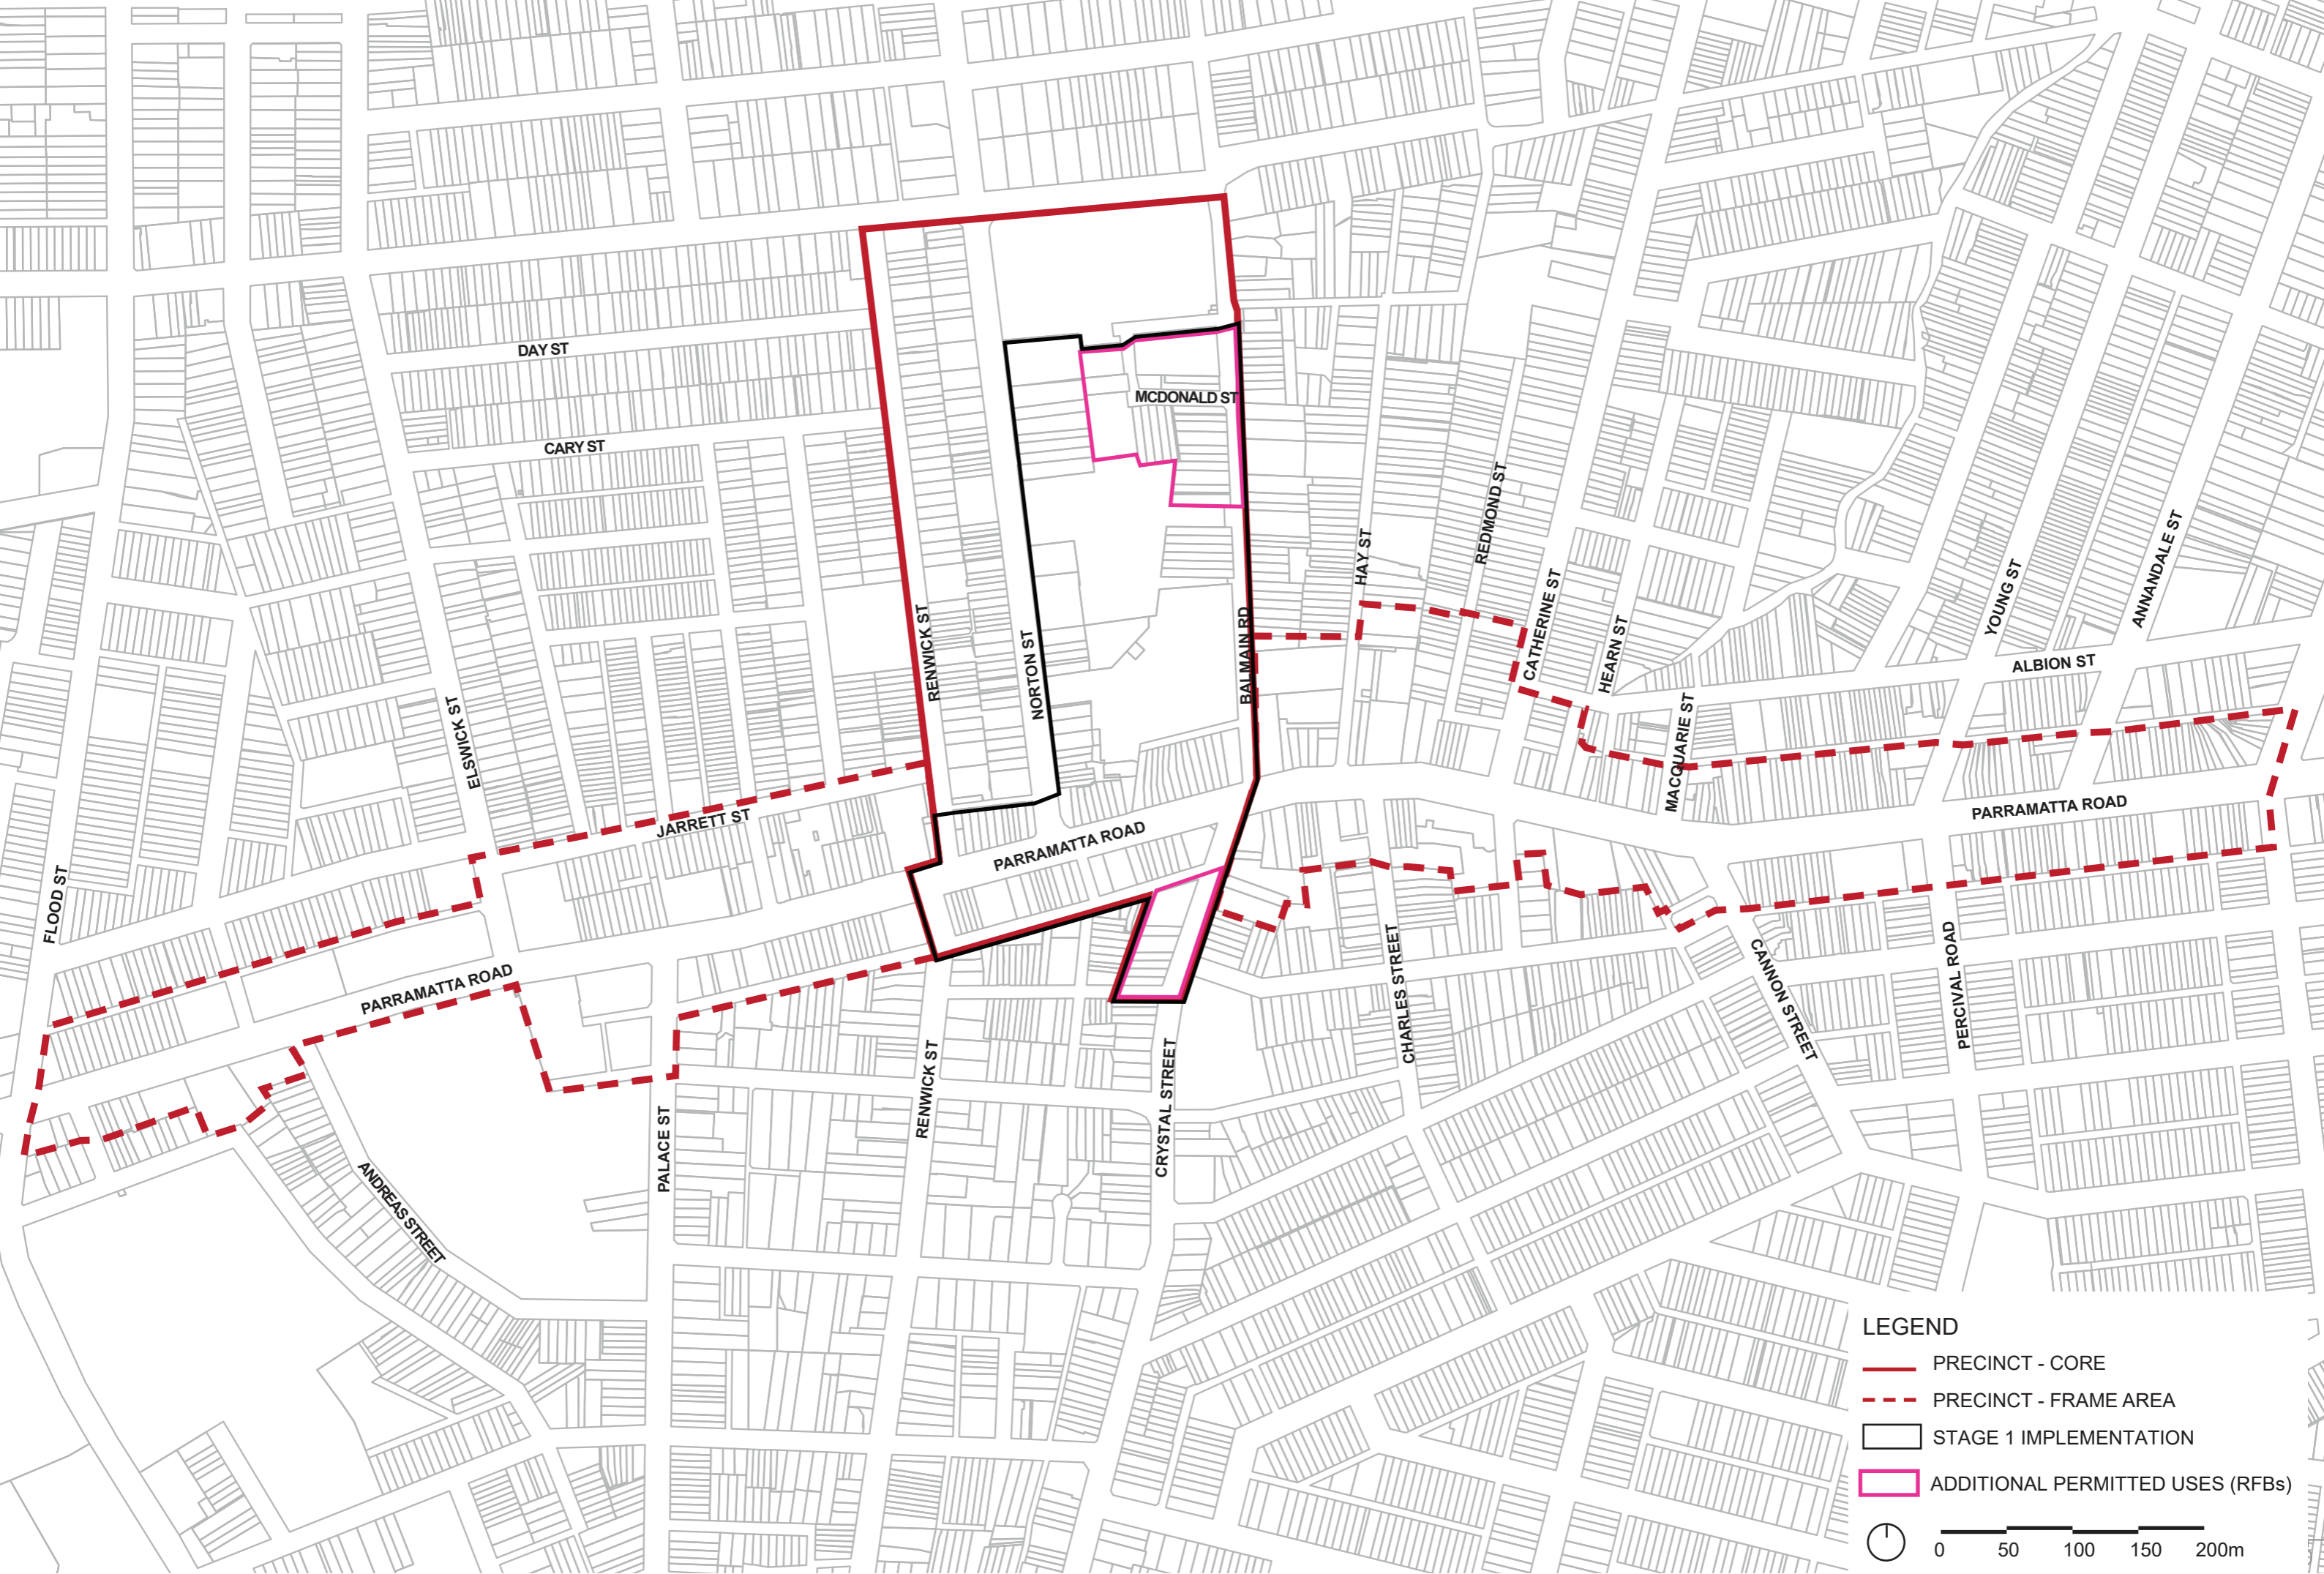 DAY ST
MCDONALD ST
CARY ST
REDMOND ST
HAY ST
ANNANDALE ST
YOUNG ST
CATHERINE ST
RENWICK ST
BALMAIN RD
HEARN ST
NORTON ST
ALBION ST
ELSWICK ST
MACQUARIE ST
JARRETT ST
PARRAMATTA ROAD
PARRAMATTA ROAD
FLOOD ST
PARRAMATTA ROAD
CHARLES STREET
CANNON STREET
PERCIVAL ROAD
RENWICK ST
CRYSTAL STREET
PALACE ST
ANDREAS STREET
LEGEND
PRECINCT - CORE
PRECINCT - FRAME AREA
STAGE 1 IMPLEMENTATION
ADDITIONAL PERMITTED USES (RFBs)
0 50 100 150 200m